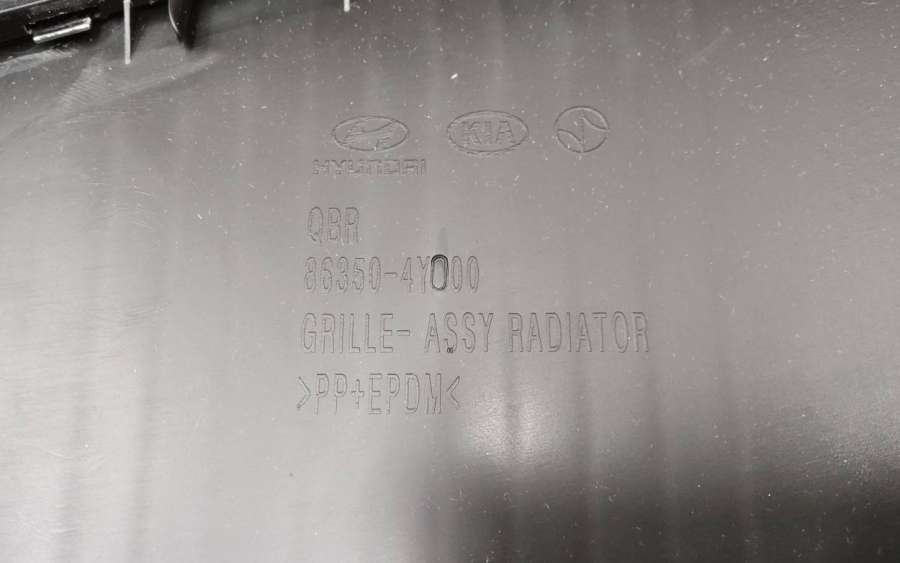 KIA
HYUNDAI
QBR
86350-4Y000
GRILLE- ASSY RADIATOR
>PP+EPDM<